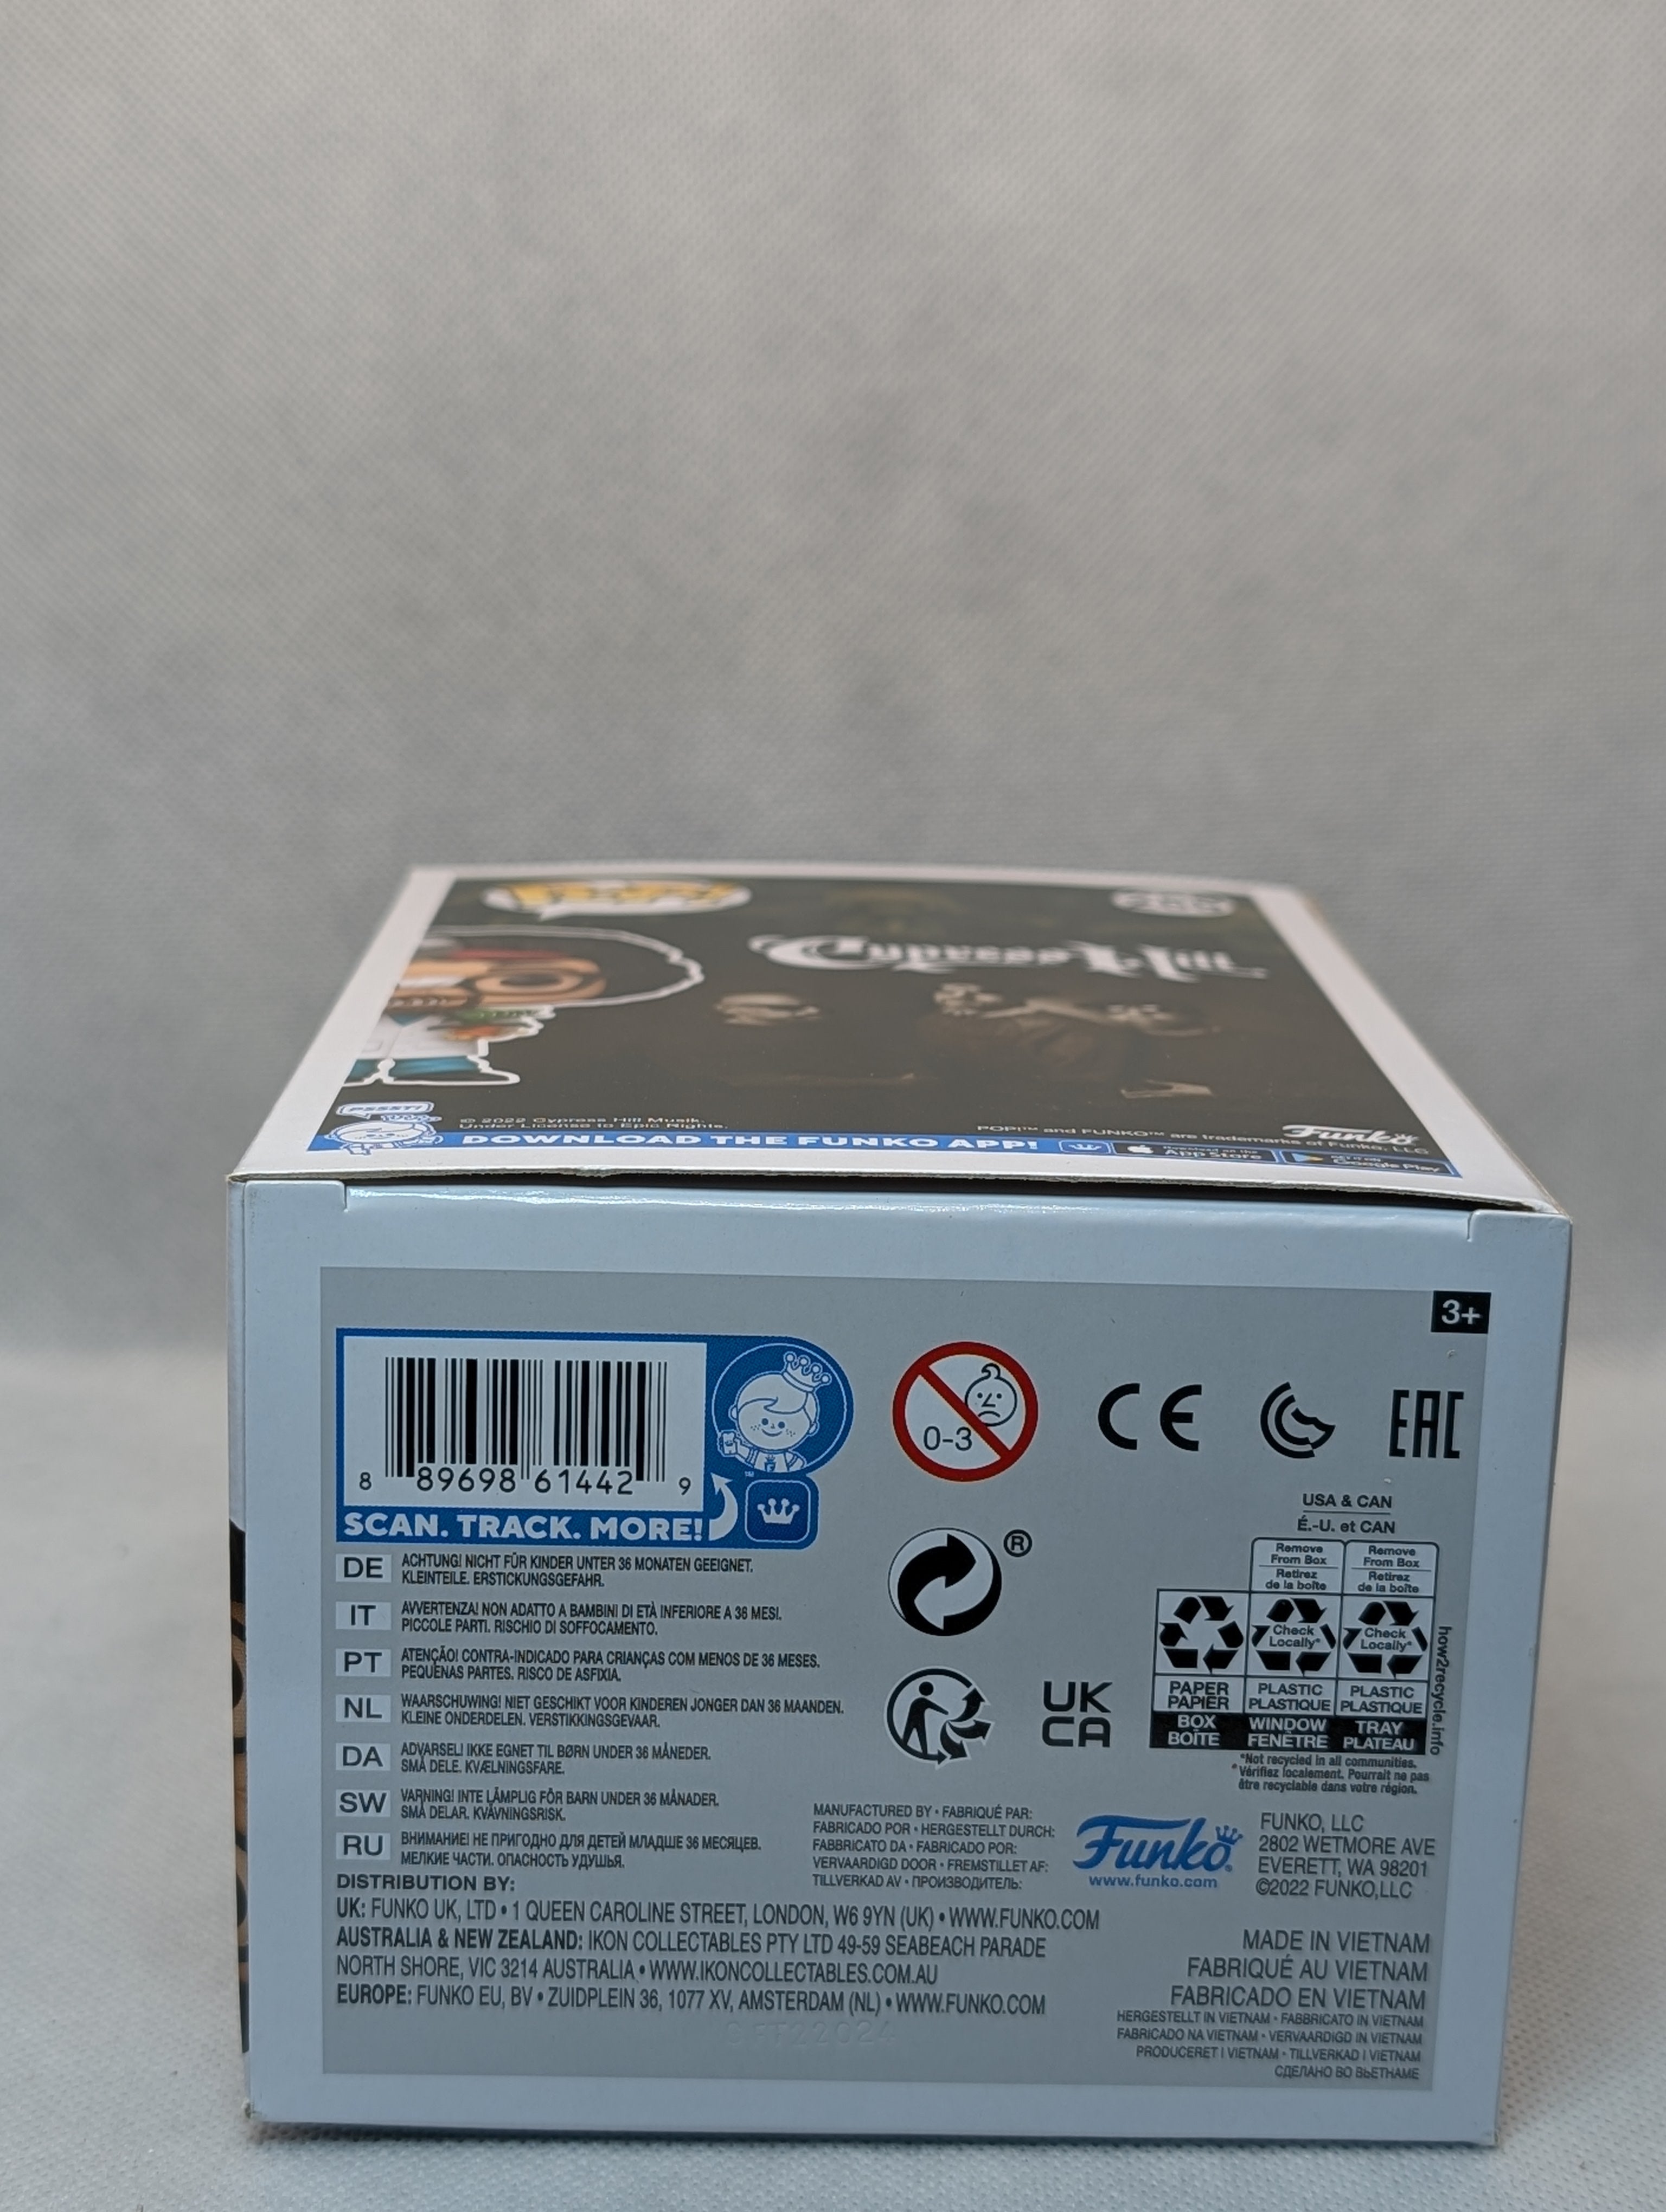 Cypress Hill
PSSST!
© 2022 Cypress Hill Musik.
Under License to Epic Rights.
POP!™ and FUNKO™ are trademarks of Funko, LLC
Funko
DOWNLOAD THE FUNKO APP!
App Store
Google Play
3+
8 89698 61442 9
SCAN. TRACK. MORE!
0-3
CE
EAC
USA & CAN
É.-U. et CAN
Remove
From Box
Retirez
de la boîte
Remove
From Box
Retirez
de la boîte
Check
Locally*
Check
Locally*
PAPER
PAPIER
PLASTIC
PLASTIQUE
PLASTIC
PLASTIQUE
BOX
BOÎTE
WINDOW
FENÊTRE
TRAY
PLATEAU
how2recycle.info
*Not recycled in all communities.
*Vérifiez localement. Pourrait ne pas
être recyclable dans votre région.
®
UK
CA
DE ACHTUNG! NICHT FÜR KINDER UNTER 36 MONATEN GEEIGNET.
KLEINTEILE. ERSTICKUNGSGEFAHR.
IT AVVERTENZA! NON ADATTO A BAMBINI DI ETÀ INFERIORE A 36 MESI.
PICCOLE PARTI. RISCHIO DI SOFFOCAMENTO.
PT ATENÇÃO! CONTRA-INDICADO PARA CRIANÇAS COM MENOS DE 36 MESES.
PEQUENAS PARTES. RISCO DE ASFIXIA.
NL WAARSCHUWING! NIET GESCHIKT VOOR KINDEREN JONGER DAN 36 MAANDEN.
KLEINE ONDERDELEN. VERSTIKKINGSGEVAAR.
DA ADVARSEL! IKKE EGNET TIL BØRN UNDER 36 MÅNEDER.
SMÅ DELE. KVÆLNINGSFARE.
SW VARNING! INTE LÄMPLIG FÖR BARN UNDER 36 MÅNADER.
SMÅ DELAR. KVÄVNINGSRISK.
RU ВНИМАНИЕ! НЕ ПРИГОДНО ДЛЯ ДЕТЕЙ МЛАДШЕ 36 МЕСЯЦЕВ.
МЕЛКИЕ ЧАСТИ. ОПАСНОСТЬ УДУШЬЯ.
MANUFACTURED BY • FABRIQUÉ PAR:
FABRICADO POR • HERGESTELLT DURCH:
FABBRICATO DA • FABRICADO POR:
VERVAARDIGD DOOR • FREMSTILLET AF:
TILLVERKAD AV • ПРОИЗВОДИТЕЛЬ:
Funko®
www.funko.com
FUNKO, LLC
2802 WETMORE AVE
EVERETT, WA 98201
©2022 FUNKO,LLC
DISTRIBUTION BY:
UK: FUNKO UK, LTD • 1 QUEEN CAROLINE STREET, LONDON, W6 9YN (UK) • WWW.FUNKO.COM
AUSTRALIA & NEW ZEALAND: IKON COLLECTABLES PTY LTD 49-59 SEABEACH PARADE
NORTH SHORE, VIC 3214 AUSTRALIA • WWW.IKONCOLLECTABLES.COM.AU
EUROPE: FUNKO EU, BV • ZUIDPLEIN 36, 1077 XV, AMSTERDAM (NL) • WWW.FUNKO.COM
MADE IN VIETNAM
FABRIQUÉ AU VIETNAM
FABRICADO EN VIETNAM
HERGESTELLT IN VIETNAM • FABBRICATO IN VIETNAM
FABRICADO NA VIETNAM • VERVAARDIGD IN VIETNAM
PRODUCERET I VIETNAM • TILLVERKAD I VIETNAM
СДЕЛАНО ВО ВЬЕТНАМЕ